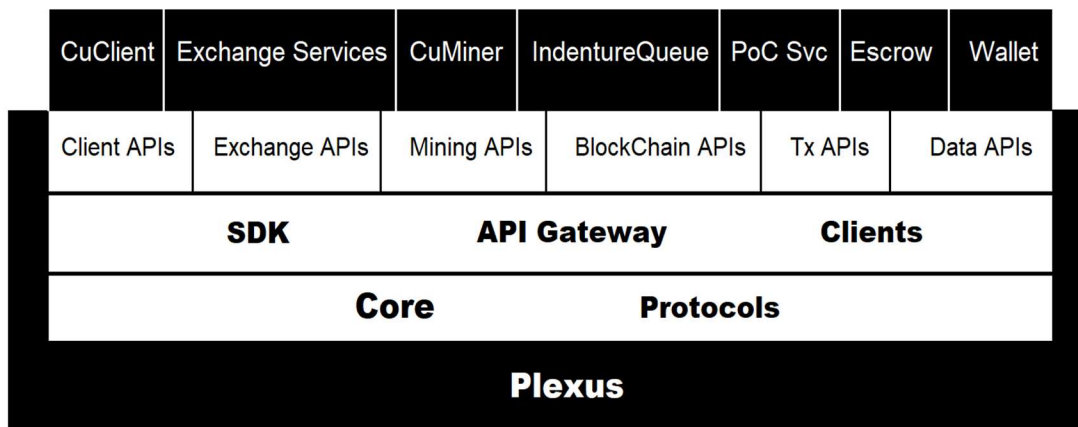 CuClient Exchange Services CuMiner IndentureQueue PoC Svc Escrow Wallet
Client APIs Exchange APIs Mining APIs BlockChain APIs Tx APIs Data APIs
SDK API Gateway Clients
Core Protocols
Plexus